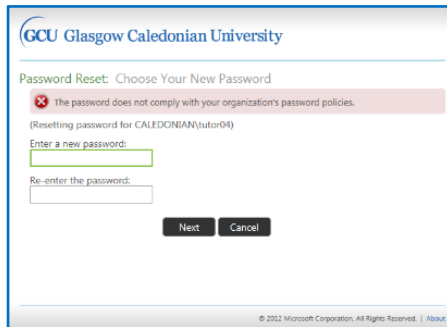 GCU Glasgow Caledonian University
Password Reset: Choose Your New Password
The password does not comply with your organization's password policies.
(Resetting password for CALEDONIAN\tutor04)
Enter a new password:
Re-enter the password:
Next Cancel
© 2012 Microsoft Corporation. All Rights Reserved. | About